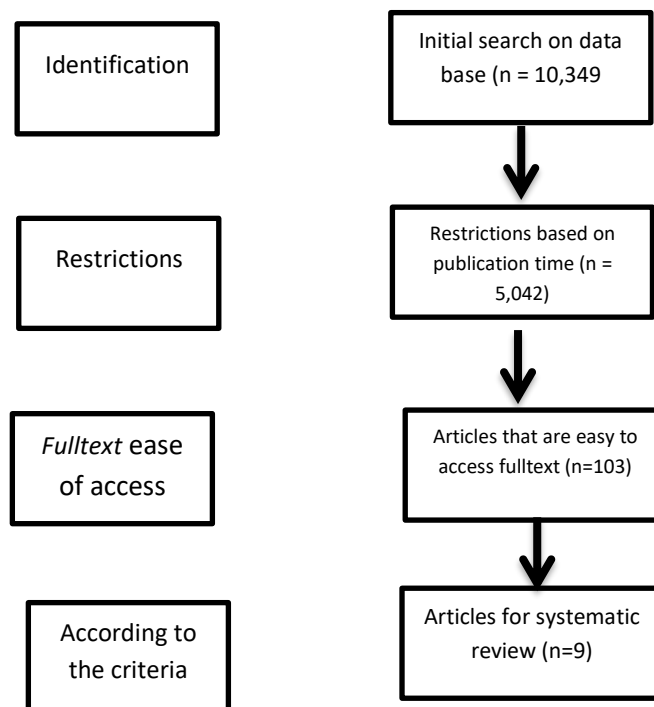 Identification
Initial search on data
base (n = 10,349
Restrictions
Restrictions based on
publication time (n =
5,042)
Fulltext ease
of access
Articles that are easy to
access fulltext (n=103)
According to
the criteria
Articles for systematic
review (n=9)